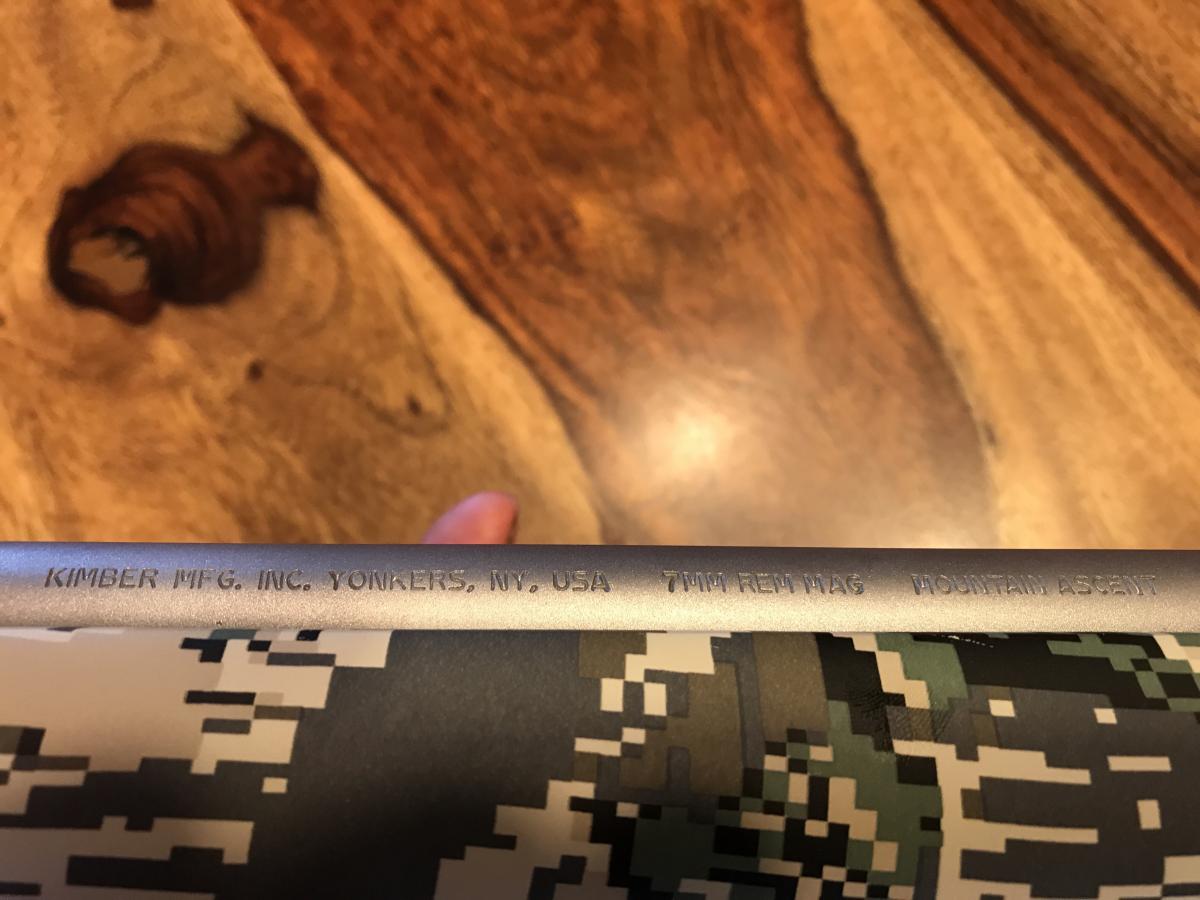 KIMBER MFG. INC. YONKERS, NY, USA 7MM REM MAG MOUNTAIN ASCENT